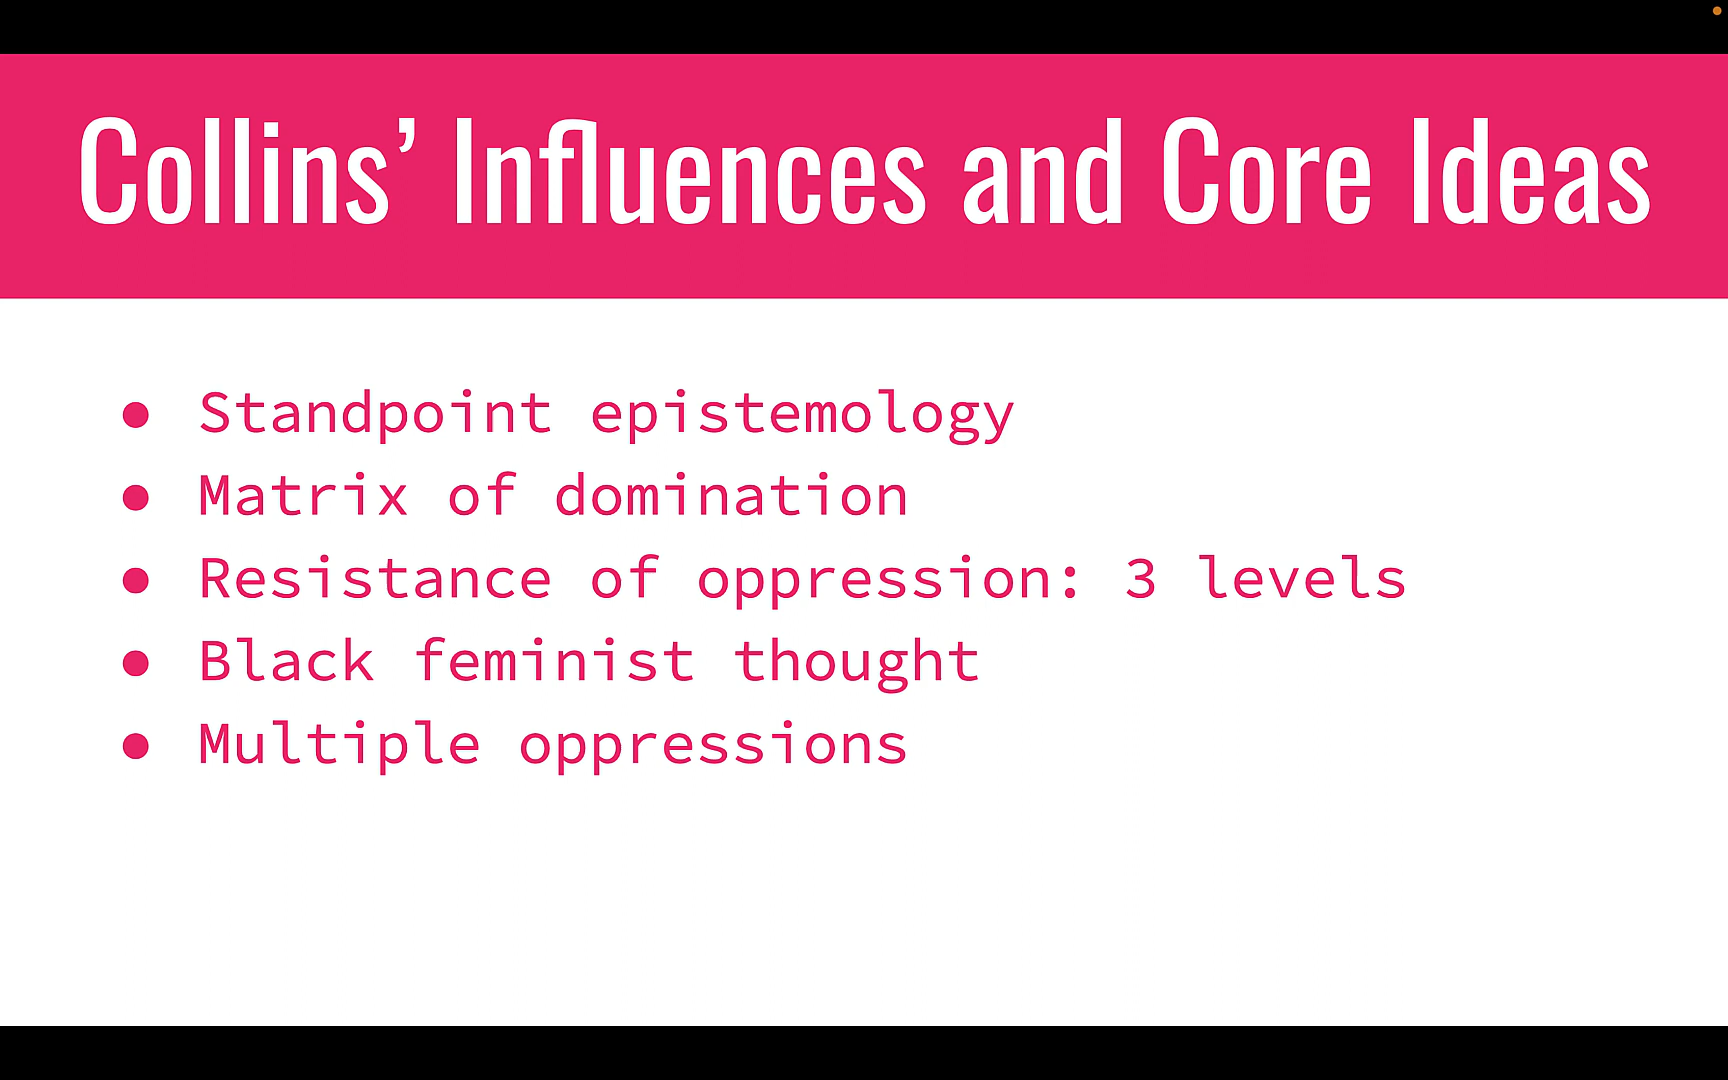 Collins’ Influences and Core Ideas
● Standpoint epistemology
● Matrix of domination
● Resistance of oppression: 3 levels
● Black feminist thought
● Multiple oppressions